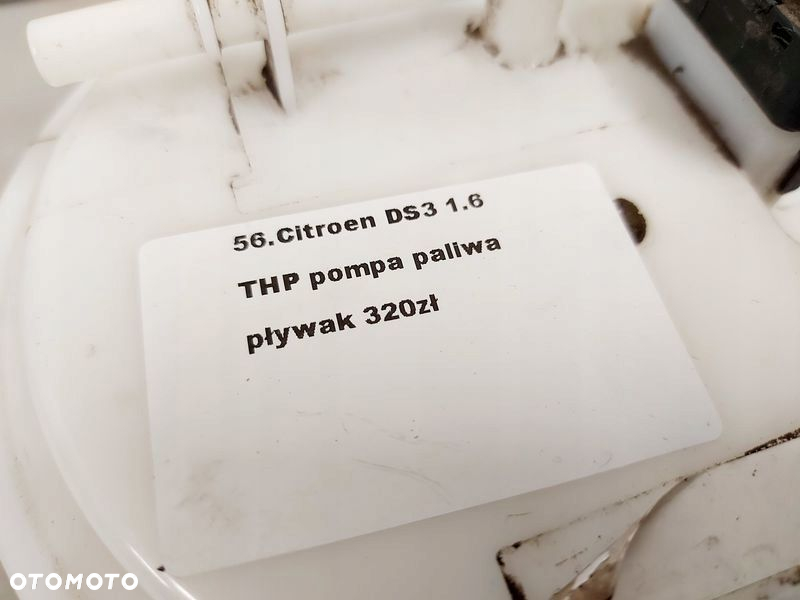 56.Citroen DS3 1.6
THP pompa paliwa
pływak 320zł
OTOMOTO